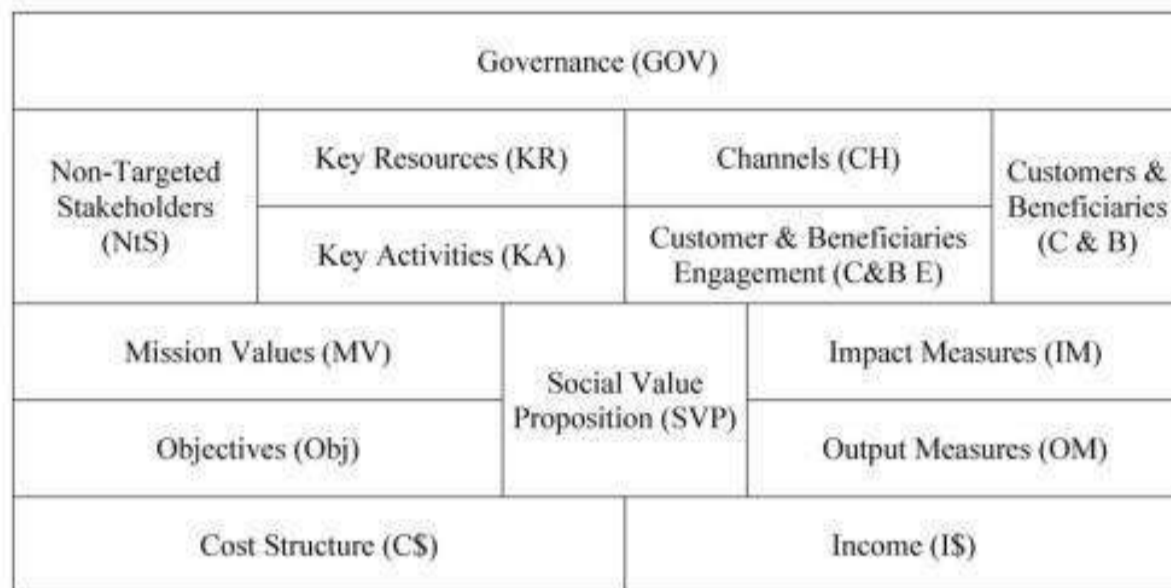 Governance (GOV)
Non-Targeted
Stakeholders
(NtS)
Key Resources (KR)
Key Activities (KA)
Channels (CH)
Customer & Beneficiaries
Engagement (C&B E)
Customers &
Beneficiaries
(C & B)
Mission Values (MV)
Objectives (Obj)
Social Value
Proposition (SVP)
Impact Measures (IM)
Output Measures (OM)
Cost Structure (C$)
Income (I$)